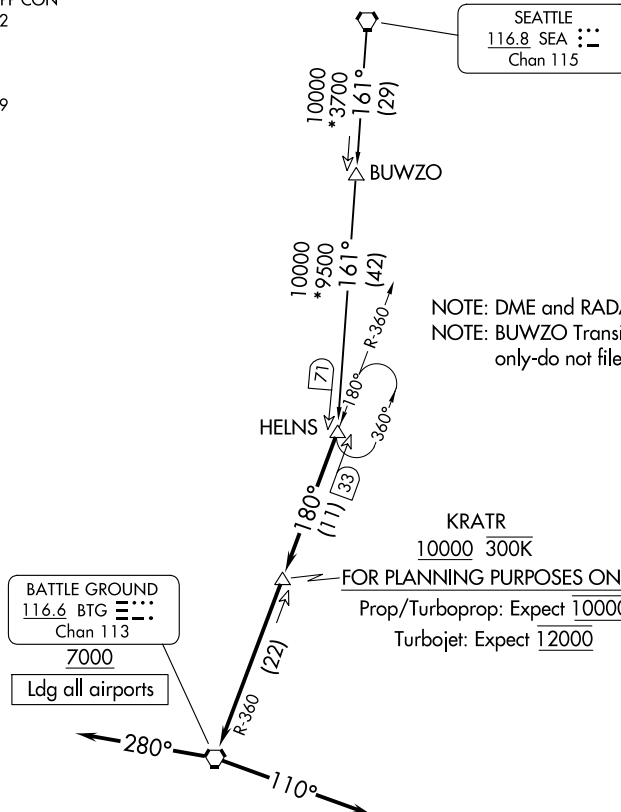 SEATTLE
116.8 SEA
Chan 115
10000
*3700
161°
(29)
BUWZO
10000
*9500
161°
(42)
NOTE: DME and
NOTE: BUWZO
only-do not file
R-360
71
180°
360°
HELNS
33
180°
(11)
KRATR
10000 300K
FOR PLANNING PURPOSES
Prop/Turboprop: Expect 10000
Turbojet: Expect 12000
BATTLE GROUND
116.6 BTG
Chan 113
7000
Ldg all airports
(22)
R-360
280°
110°